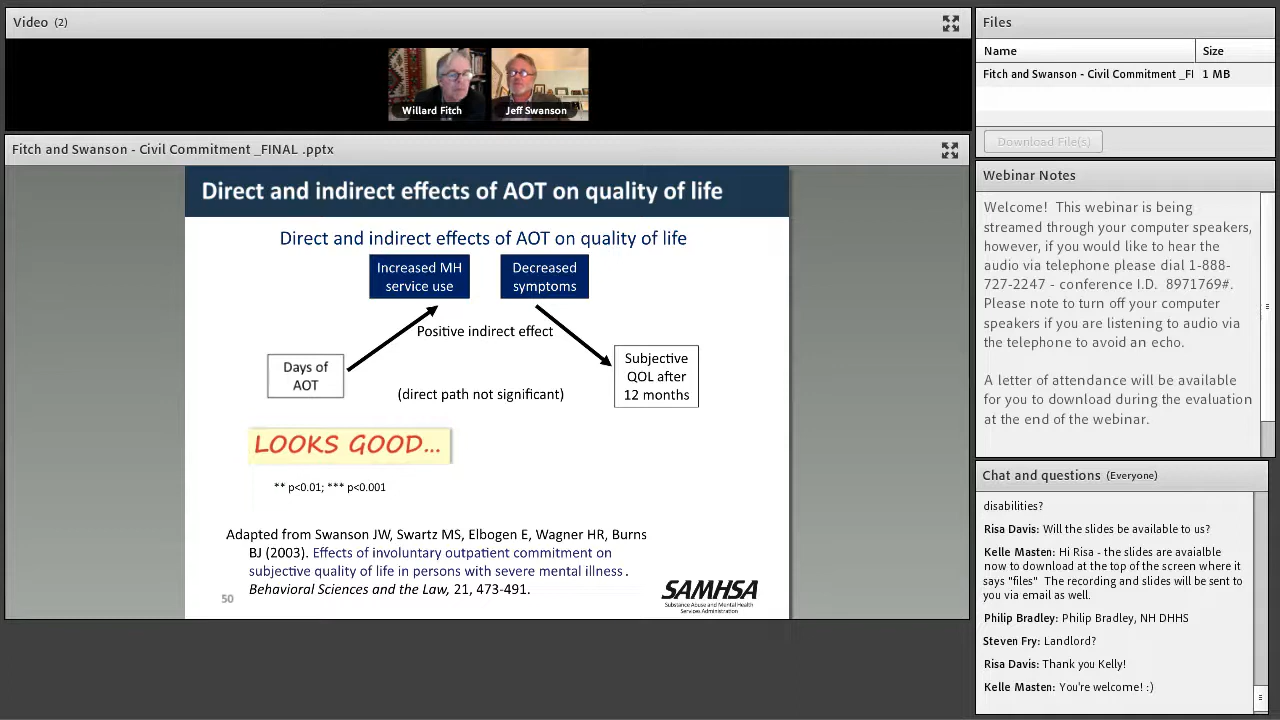 Video (2)
Willard Fitch
Jeff Swanson
Fitch and Swanson - Civil Commitment _FINAL .pptx
Direct and indirect effects of AOT on quality of life
Direct and indirect effects of AOT on quality of life
Increased MH
service use
Decreased
symptoms
Positive indirect effect
Days of
AOT
Subjective
QOL after
12 months
(direct path not significant)
LOOKS GOOD...
** p<0.01; *** p<0.001
Adapted from Swanson JW, Swartz MS, Elbogen E, Wagner HR, Burns
BJ (2003). Effects of involuntary outpatient commitment on
subjective quality of life in persons with severe mental illness .
Behavioral Sciences and the Law, 21, 473-491.
50
SAMHSA
Substance Abuse and Mental Health
Services Administration
Files
Name
Size
Fitch and Swanson - Civil Commitment _FI
1 MB
Download File(s)
Webinar Notes
Welcome!  This webinar is being
streamed through your computer speakers,
however, if you would like to hear the
audio via telephone please dial 1-888-
727-2247 - conference I.D.  8971769#.
Please note to turn off your computer
speakers if you are listening to audio via
the telephone to avoid an echo.
A letter of attendance will be available
for you to download during the evaluation
at the end of the webinar.
Chat and questions (Everyone)
disabilities?
Risa Davis: Will the slides be available to us?
Kelle Masten: Hi Risa - the slides are avaialble
now to download at the top of the screen where it
says "files"  The recording and slides will be sent to
you via email as well.
Philip Bradley: Philip Bradley, NH DHHS
Steven Fry: Landlord?
Risa Davis: Thank you Kelly!
Kelle Masten: You're welcome! :)